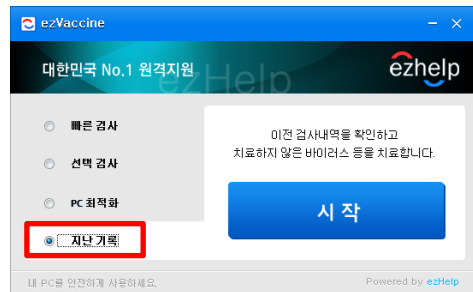 ezVaccine
대한민국 No.1 원격지원
ezHelp
ezhelp
빠른 검사
선택 검사
PC 최적화
지난 기록
이전 검사내역을 확인하고
치료하지 않은 바이러스 등을 치료합니다.
시 작
내 PC를 안전하게 사용하세요.
Powered by ezHelp